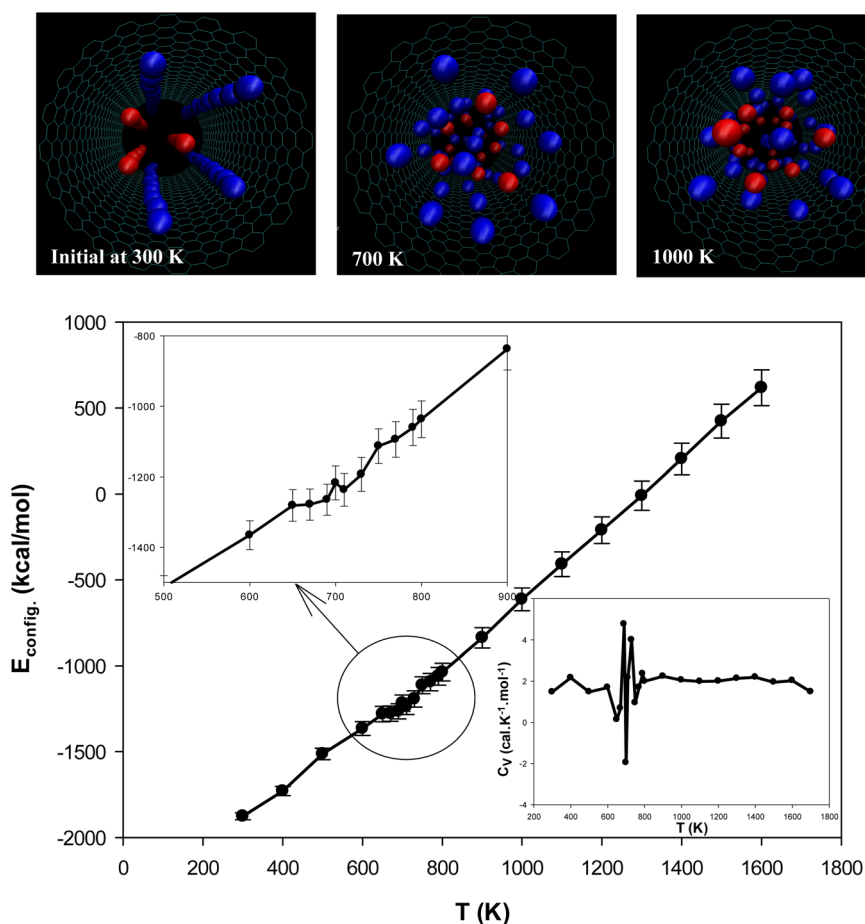 Initial at 300 K
700 K
1000 K
1000
500
0
-500
-1000
-1500
-2000
E config. (kcal/mol)
0 200 400 600 800 1000 1200 1400 1600 1800
T (K)
-800
-1000
-1200
-1400
-1500
500 600 700 800 900
4
2
0
-2
-4
C V (cal.K-1.mol-1)
200 400 600 800 1000 1200 1400 1600
T (K)